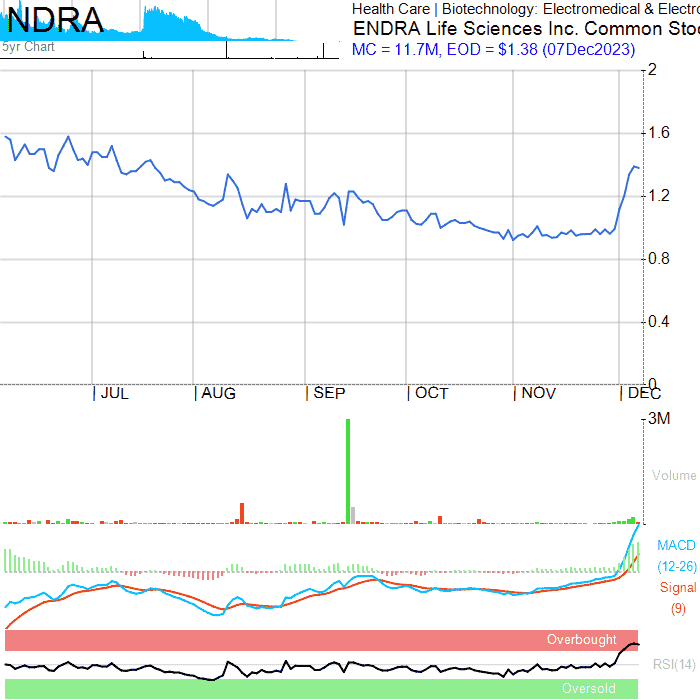 NDRA
5yr Chart
Health Care | Biotechnology: Electromedical & Electro
ENDRA Life Sciences Inc. Common Stoc
MC = 11.7M, EOD = $1.38 (07Dec2023)
2
1.6
1.2
0.8
0.4
0
JUL AUG SEP OCT NOV DEC
3M
Volume
MACD
(12-26)
Signal
(9)
Overbought
RSI(14)
Oversold